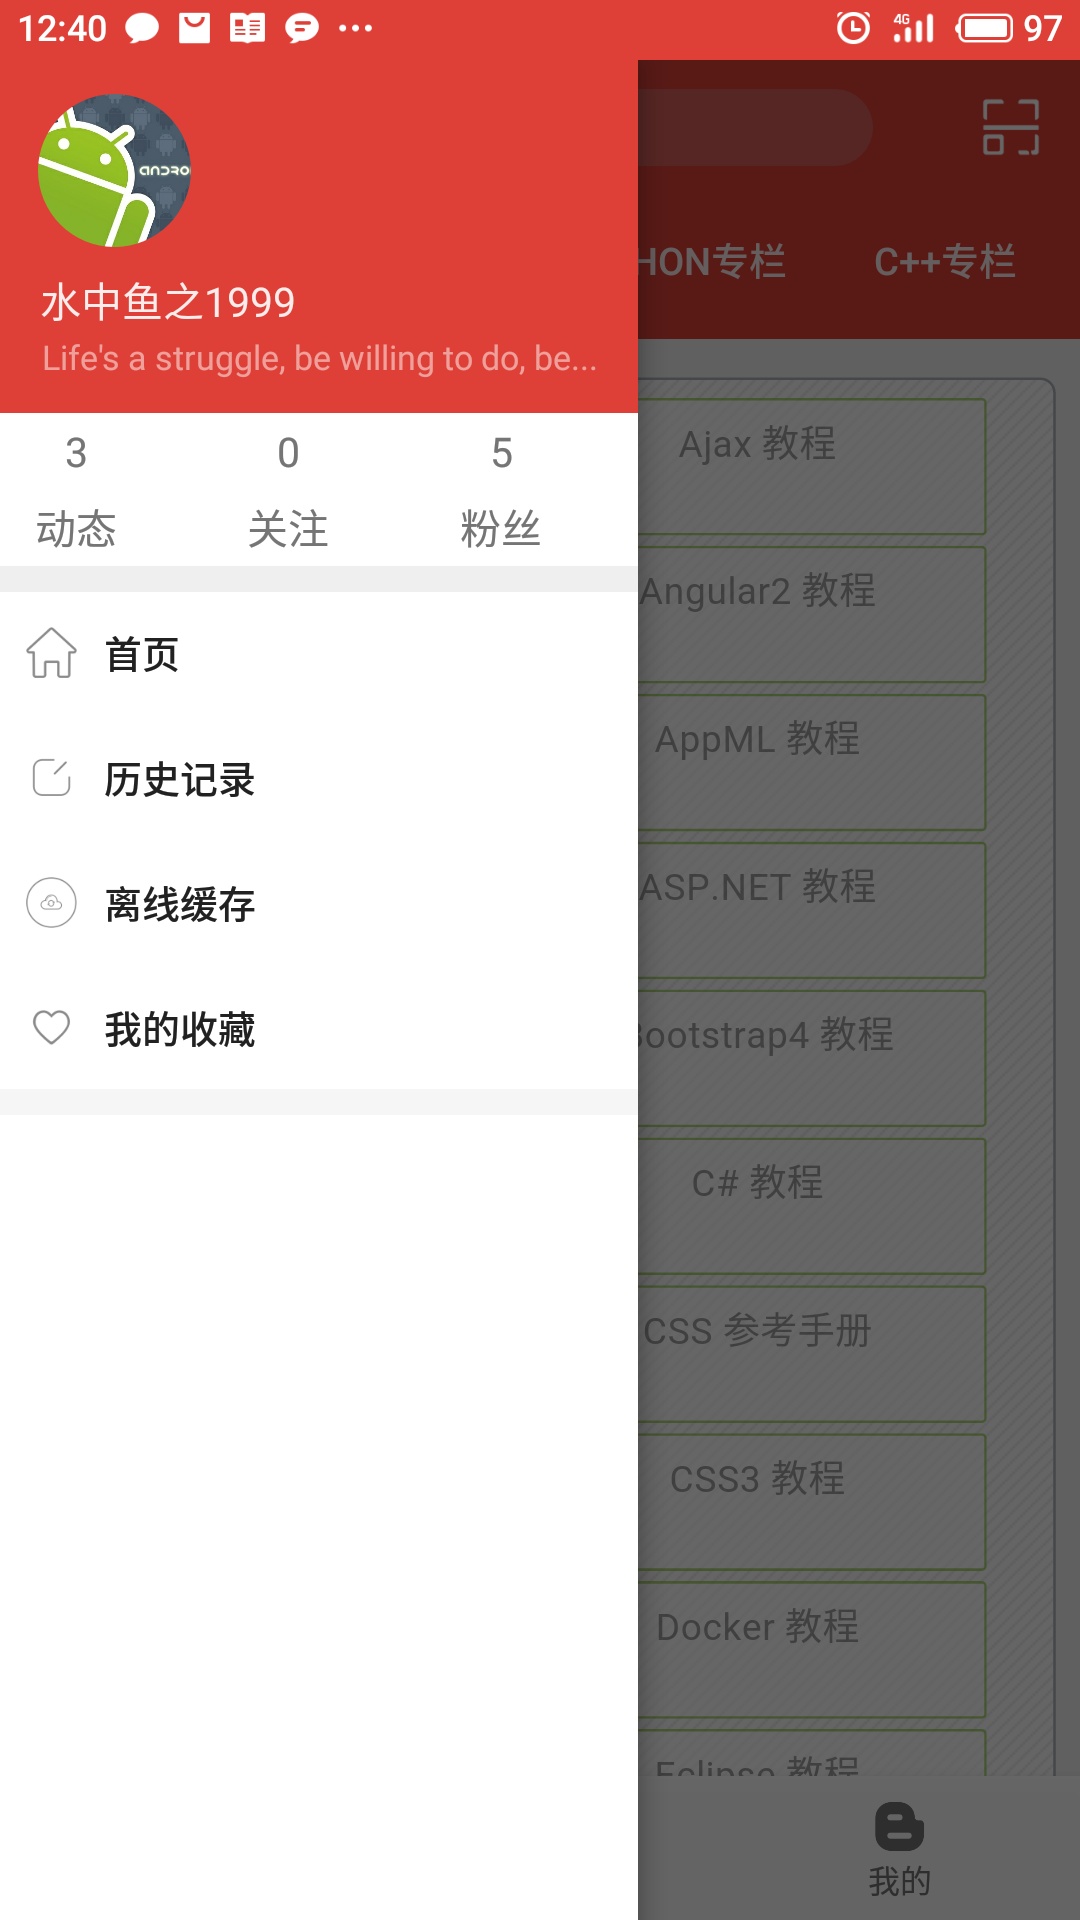 12:40
4G
97
ANDRO
水中鱼之1999
Life's a struggle, be willing to do, be...
3
0
5
动态
关注
粉丝
首页
历史记录
离线缓存
我的收藏
HON专栏
C++专栏
Ajax 教程
Angular2 教程
AppML 教程
ASP.NET 教程
Bootstrap4 教程
C# 教程
CSS 参考手册
CSS3 教程
Docker 教程
Eclipse 教程
我的